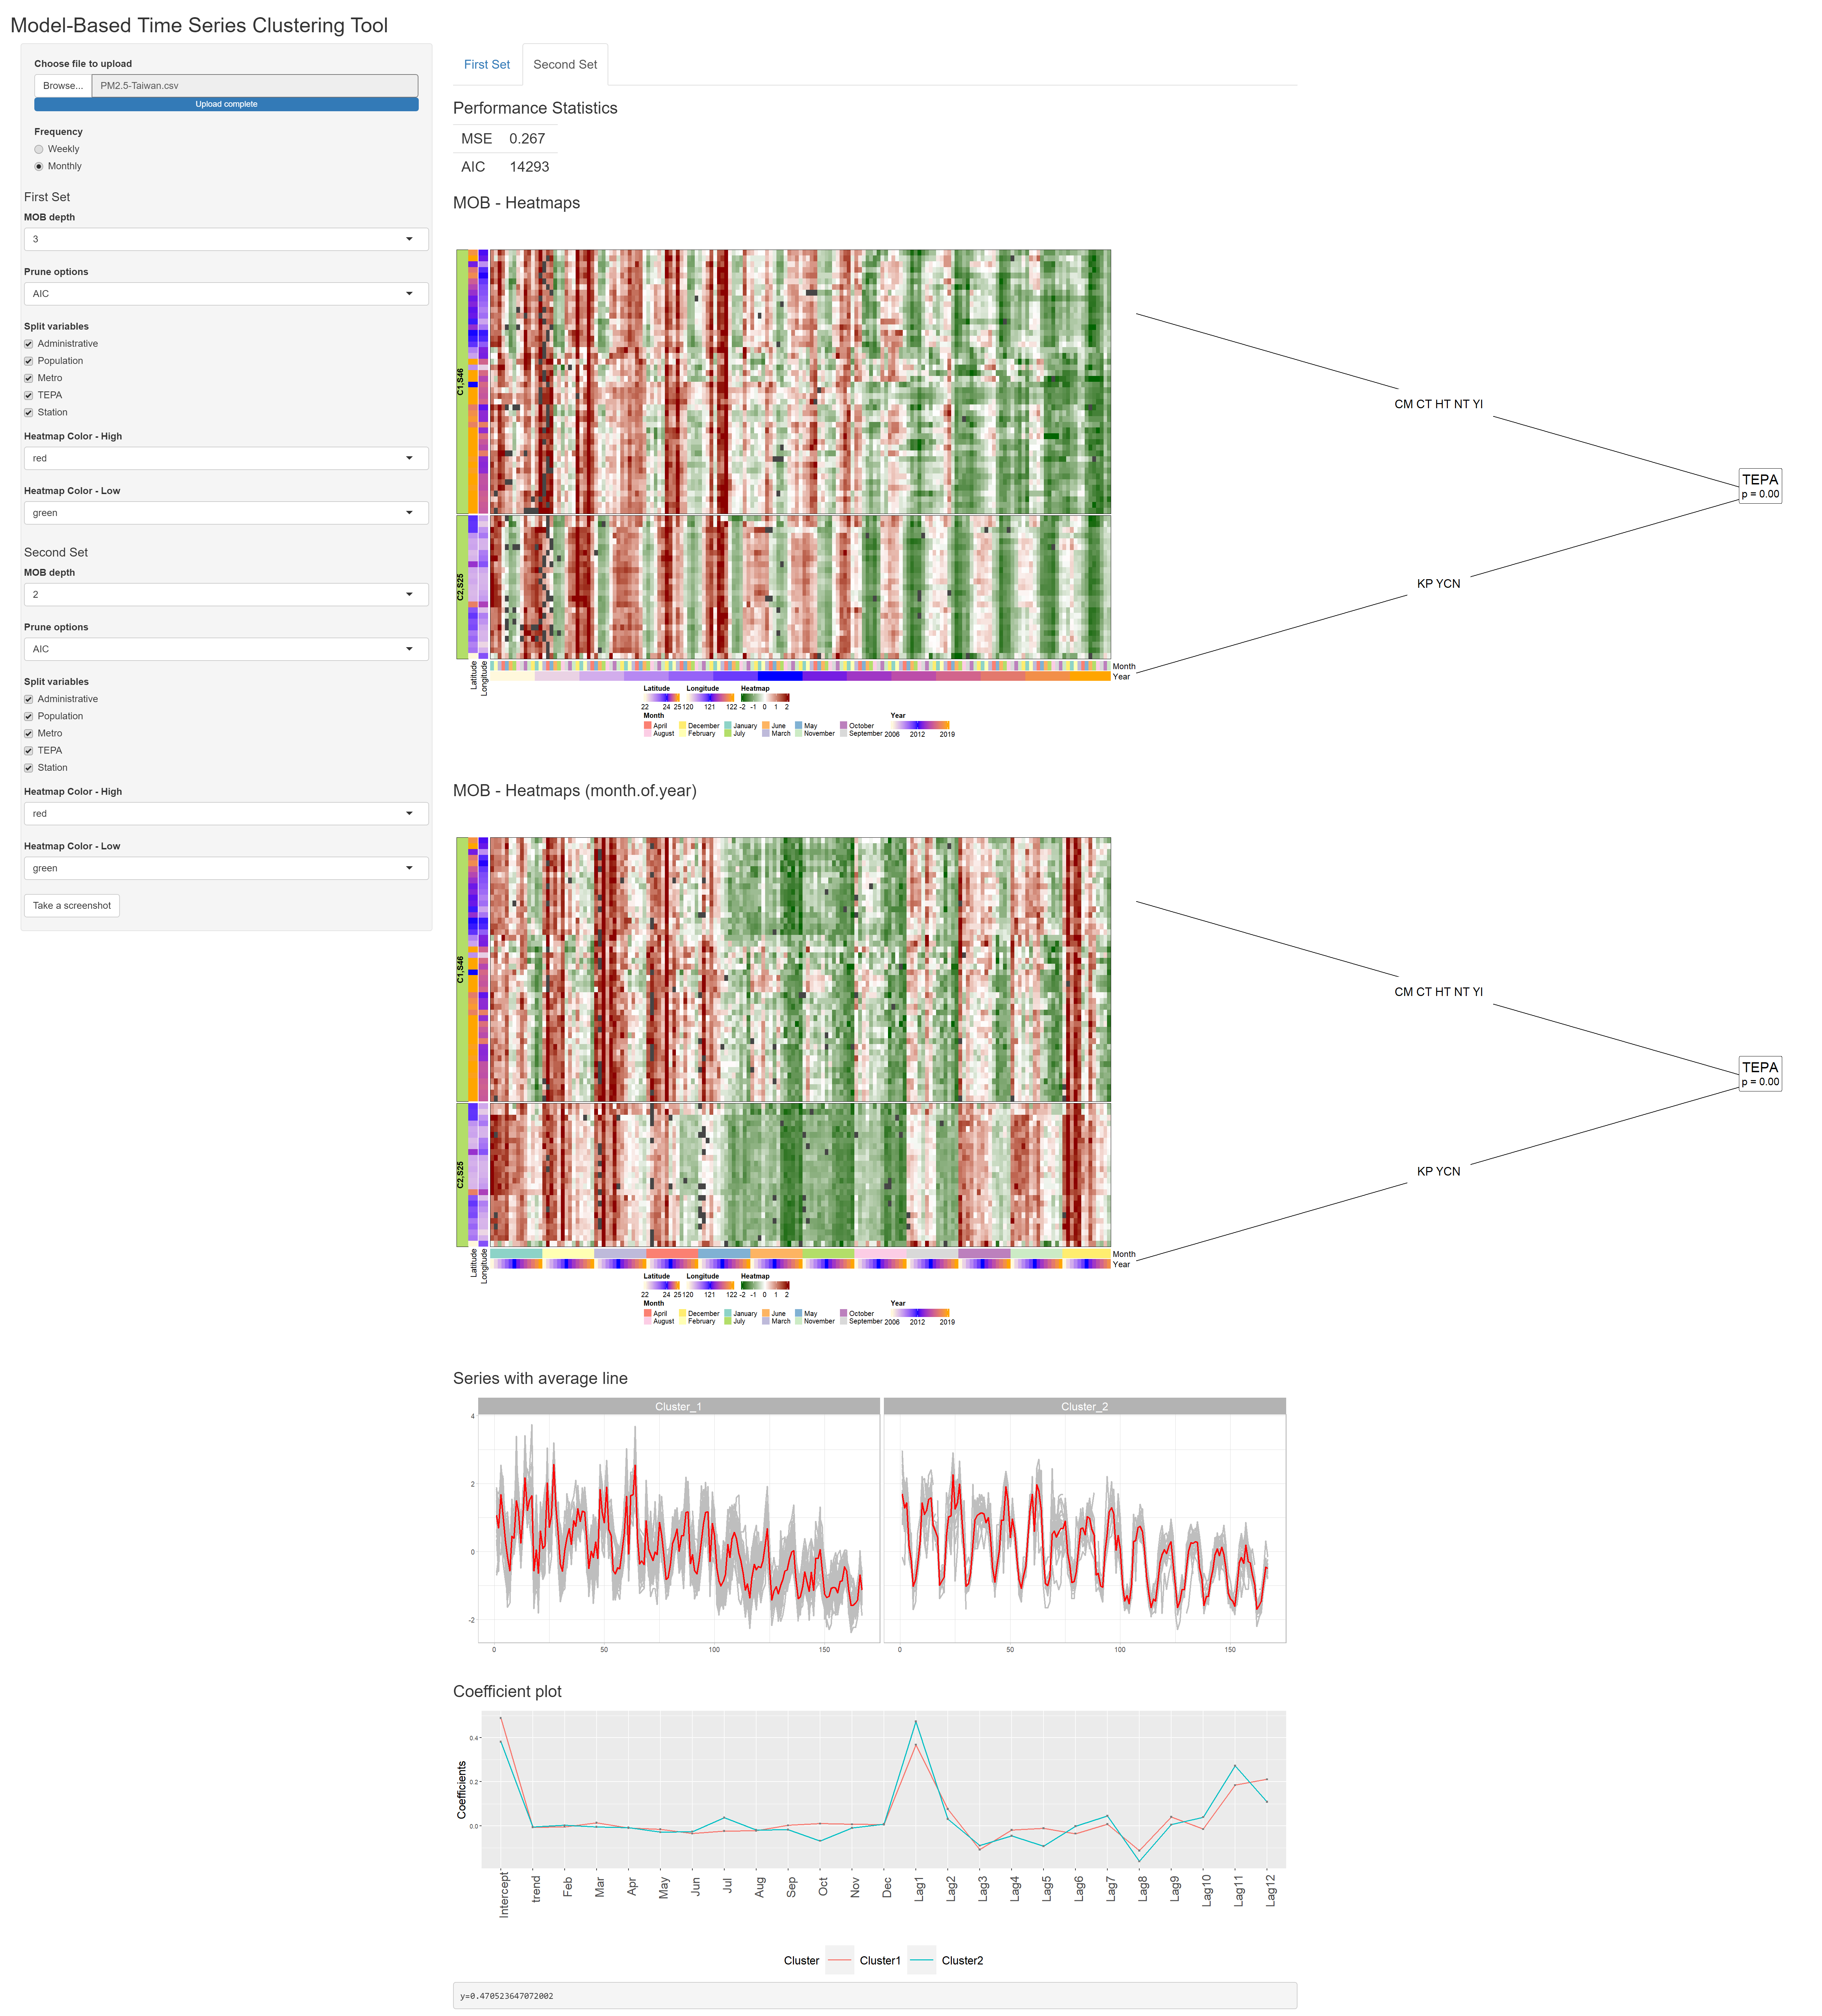 Model-Based Time Series Clustering Tool
Choose file to upload
Browse... PM2.5-Taiwan.csv
Upload complete
Frequency
Weekly
Monthly
First Set
MOB depth
3
Prune options
AIC
Split variables
Administrative
Population
Metro
TEPA
Station
Heatmap Color - High
red
Heatmap Color - Low
green
Second Set
MOB depth
2
Prune options
AIC
Split variables
Administrative
Population
Metro
TEPA
Station
Heatmap Color - High
red
Heatmap Color - Low
green
Take a screenshot
First Set Second Set
Performance Statistics
MSE 0.267
AIC 14293
MOB - Heatmaps
C1,S46
C2,S25
CM CT HT NT YI
TEPA
p = 0.00
KP YCN
Latitude
Longitude
Month
Year
Latitude Longitude Heatmap
22 24 25 120 121 122 -2 -1 0 1 2
Month Year
April December January June May October
August February July March November September 2006 2012 2019
MOB - Heatmaps (month.of.year)
C1,S46
C2,S25
CM CT HT NT YI
TEPA
p = 0.00
KP YCN
Latitude
Longitude
Month
Year
Latitude Longitude Heatmap
22 24 25 120 121 122 -2 -1 0 1 2
Month Year
April December January June May October
August February July March November September 2006 2012 2019
Series with average line
Cluster_1 Cluster_2
4
2
0
-2
0 50 100 150 0 50 100 150
Coefficient plot
Coefficients
0.4
0.2
0.0
Intercept trend Feb Mar Apr May Jun Jul Aug Sep Oct Nov Dec Lag1 Lag2 Lag3 Lag4 Lag5 Lag6 Lag7 Lag8 Lag9 Lag10 Lag11 Lag12
Cluster Cluster1 Cluster2
y=0.470523647072002